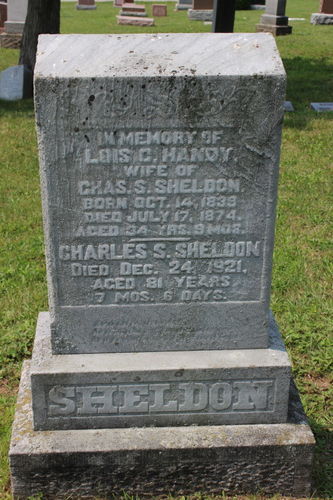 IN MEMORY OF
LOIS C. HANDY,
WIFE OF
CHAS. S. SHELDON.
BORN OCT. 14, 1839
DIED JULY 17, 1874.
AGED 34 YRS. 9 MOS.
CHARLES S. SHELDON
DIED DEC. 24, 1921.
AGED 81 YEARS
7 MOS. 6 DAYS.
SHELDON